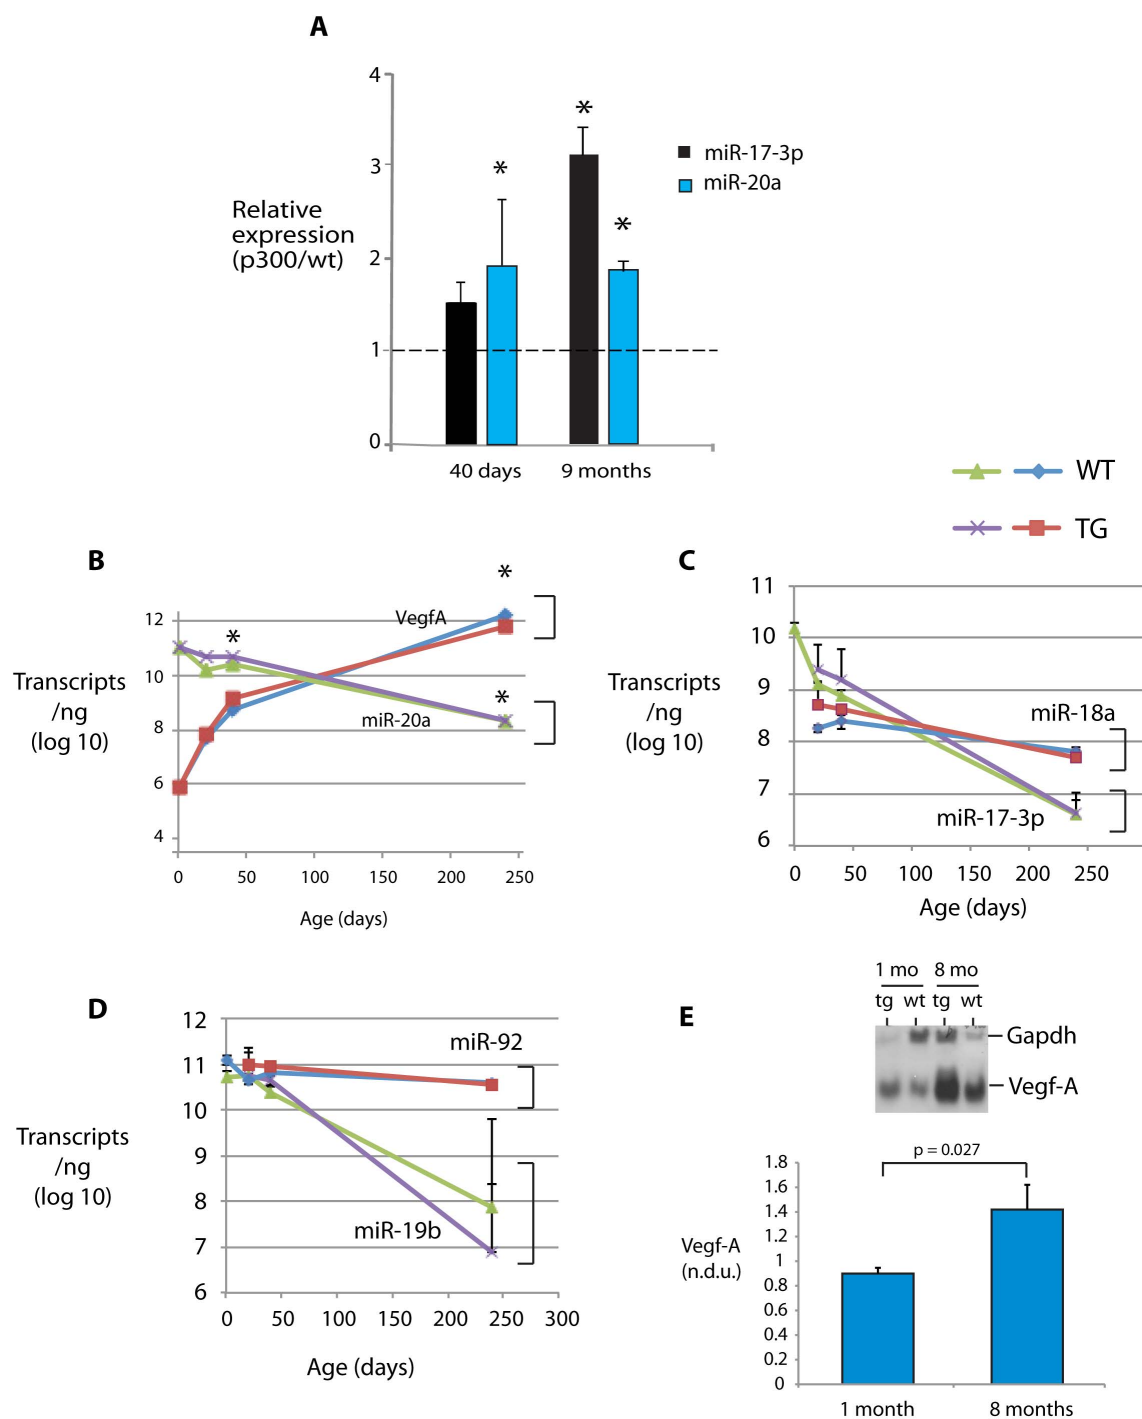 A
4
3
2
1
0
Relative
expression
(p300/wt)
*
*
*
miR-17-3p
miR-20a
40 days
9 months
WT
TG
B
12
10
8
6
4
Transcripts
/ng
(log 10)
VegfA
miR-20a
*
*
*
0 50 100 150 200 250
Age (days)
C
11
10
9
8
7
6
Transcripts
/ng
(log 10)
miR-18a
miR-17-3p
0 50 100 150 200 250
Age (days)
D
12
11
10
9
8
7
6
Transcripts
/ng
(log 10)
miR-92
miR-19b
0 50 100 150 200 250 300
Age (days)
E
1 mo 8 mo
tg wt tg wt
Gapdh
Vegf-A
p = 0.027
1.8
1.6
1.4
1.2
1
0.8
0.6
0.4
0.2
0
Vegf-A
(n.d.u.)
1 month
8 months